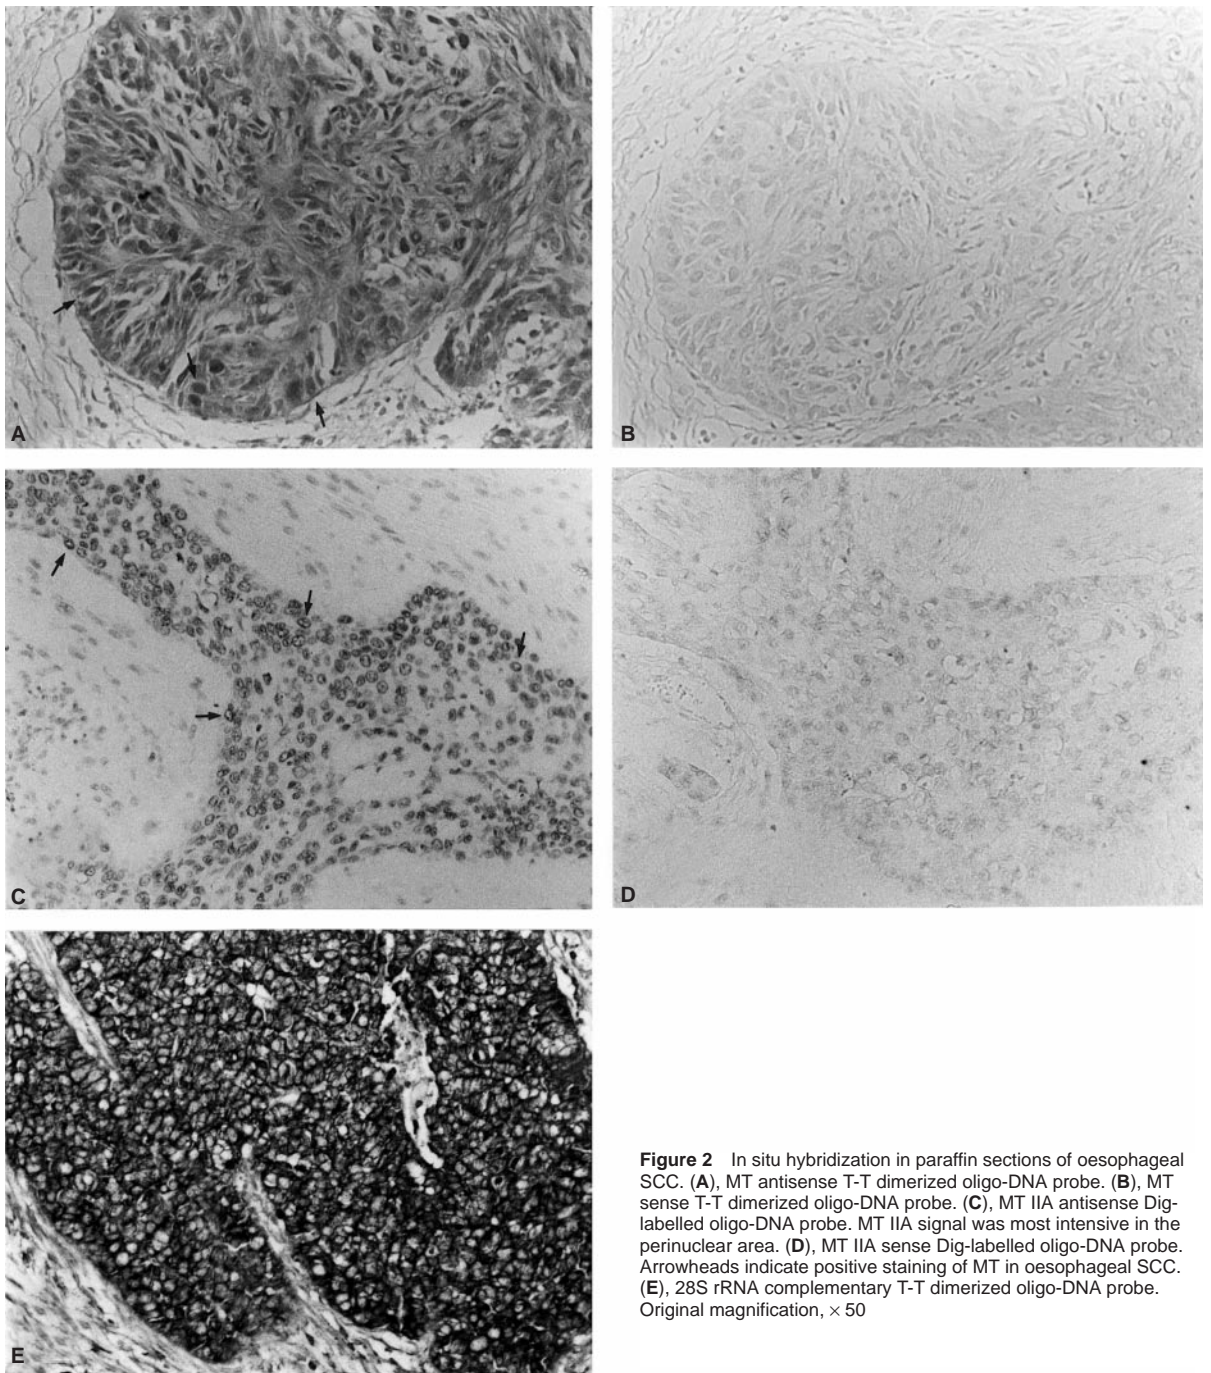 A
B
C
D
E
Figure 2 In situ hybridization in paraffin sections of oesophageal
SCC. (A), MT antisense T-T dimerized oligo-DNA probe. (B), MT
sense T-T dimerized oligo-DNA probe. (C), MT IIA antisense Dig-
labelled oligo-DNA probe. MT IIA signal was most intensive in the
perinuclear area. (D), MT IIA sense Dig-labelled oligo-DNA probe.
Arrowheads indicate positive staining of MT in oesophageal SCC.
(E), 28S rRNA complementary T-T dimerized oligo-DNA probe.
Original magnification, × 50